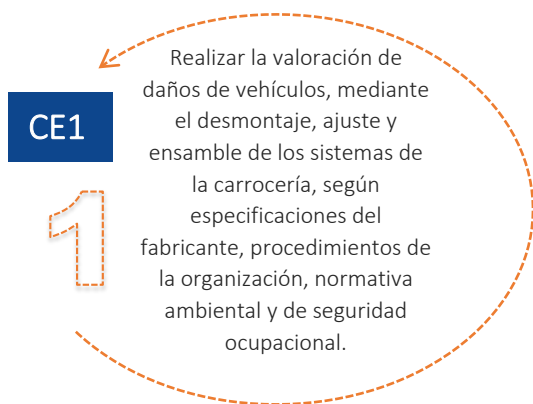 CE1
1
Realizar la valoración de
daños de vehículos, mediante
el desmontaje, ajuste y
ensamble de los sistemas de
la carrocería, según
especificaciones del
fabricante, procedimientos de
la organización, normativa
ambiental y de seguridad
ocupacional.